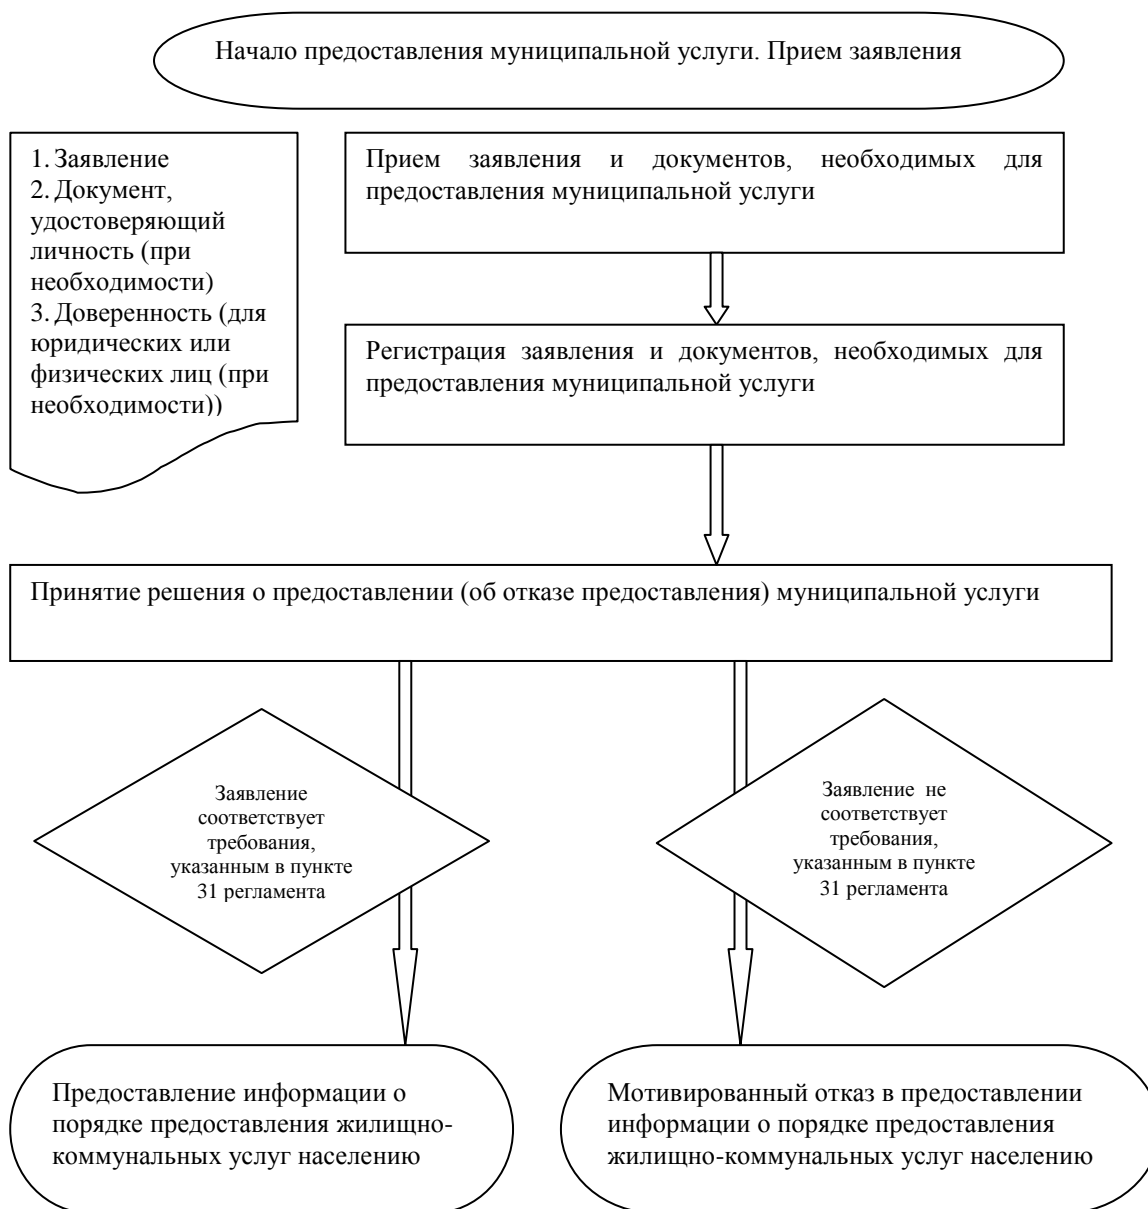 Начало предоставления муниципальной услуги. Прием заявления
1. Заявление
2. Документ,
удостоверяющий
личность (при
необходимости)
3. Доверенность (для
юридических или
физических лиц (при
необходимости))
Прием заявления и документов, необходимых для
предоставления муниципальной услуги
Регистрация заявления и документов, необходимых для
предоставления муниципальной услуги
Принятие решения о предоставлении (об отказе предоставления) муниципальной услуги
Заявление
соответствует
требования,
указанным в пункте
31 регламента
Заявление не
соответствует
требования,
указанным в пункте
31 регламента
Предоставление информации о
порядке предоставления жилищно-
коммунальных услуг населению
Мотивированный отказ в предоставлении
информации о порядке предоставления
жилищно-коммунальных услуг населению